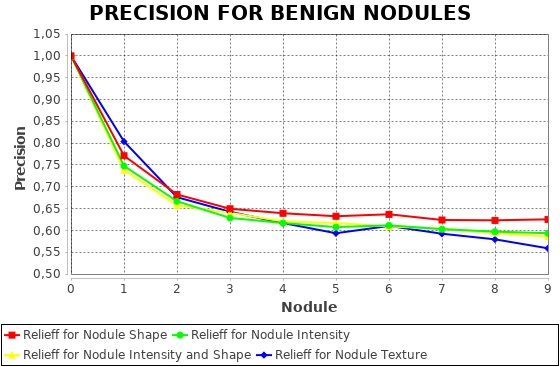 PRECISION FOR BENIGN NODULES
1,05
1,00
0,95
0,90
0,85
0,80
0,75
0,70
0,65
0,60
0,55
0,50
Precision
0 1 2 3 4 5 6 7 8 9
Nodule
Relieff for Nodule Shape Relieff for Nodule Intensity
Relieff for Nodule Intensity and Shape Relieff for Nodule Texture